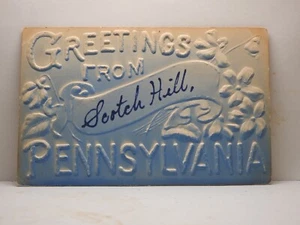 GREETINGS
FROM
Scotch Hill,
PENNSYLVANIA